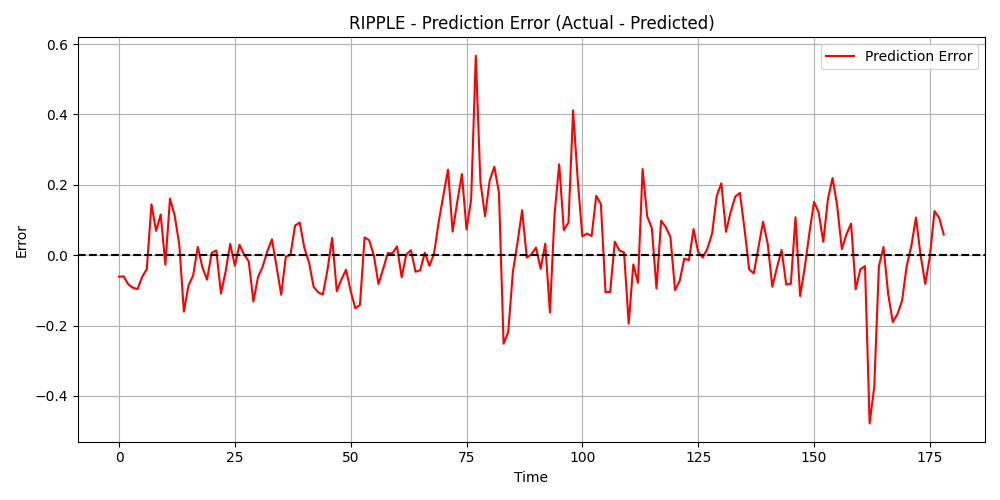 RIPPLE - Prediction Error (Actual - Predicted)
Prediction Error
Error
0.6
0.4
0.2
0.0
−0.2
−0.4
0 25 50 75 100 125 150 175
Time